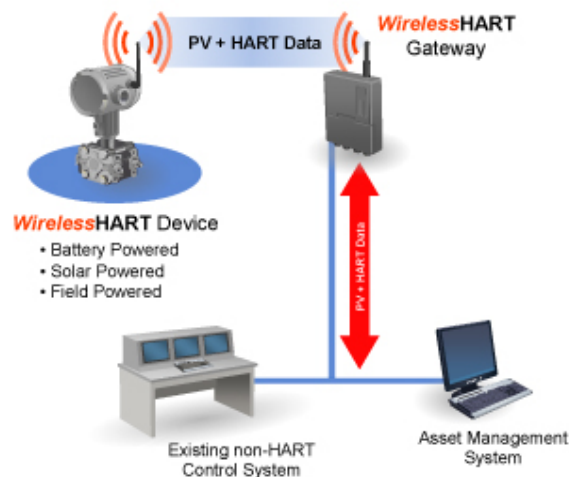 WirelessHART
Gateway
PV + HART Data
WirelessHART Device
• Battery Powered
• Solar Powered
• Field Powered
PV + HART Data
Existing non-HART
Control System
Asset Management
System